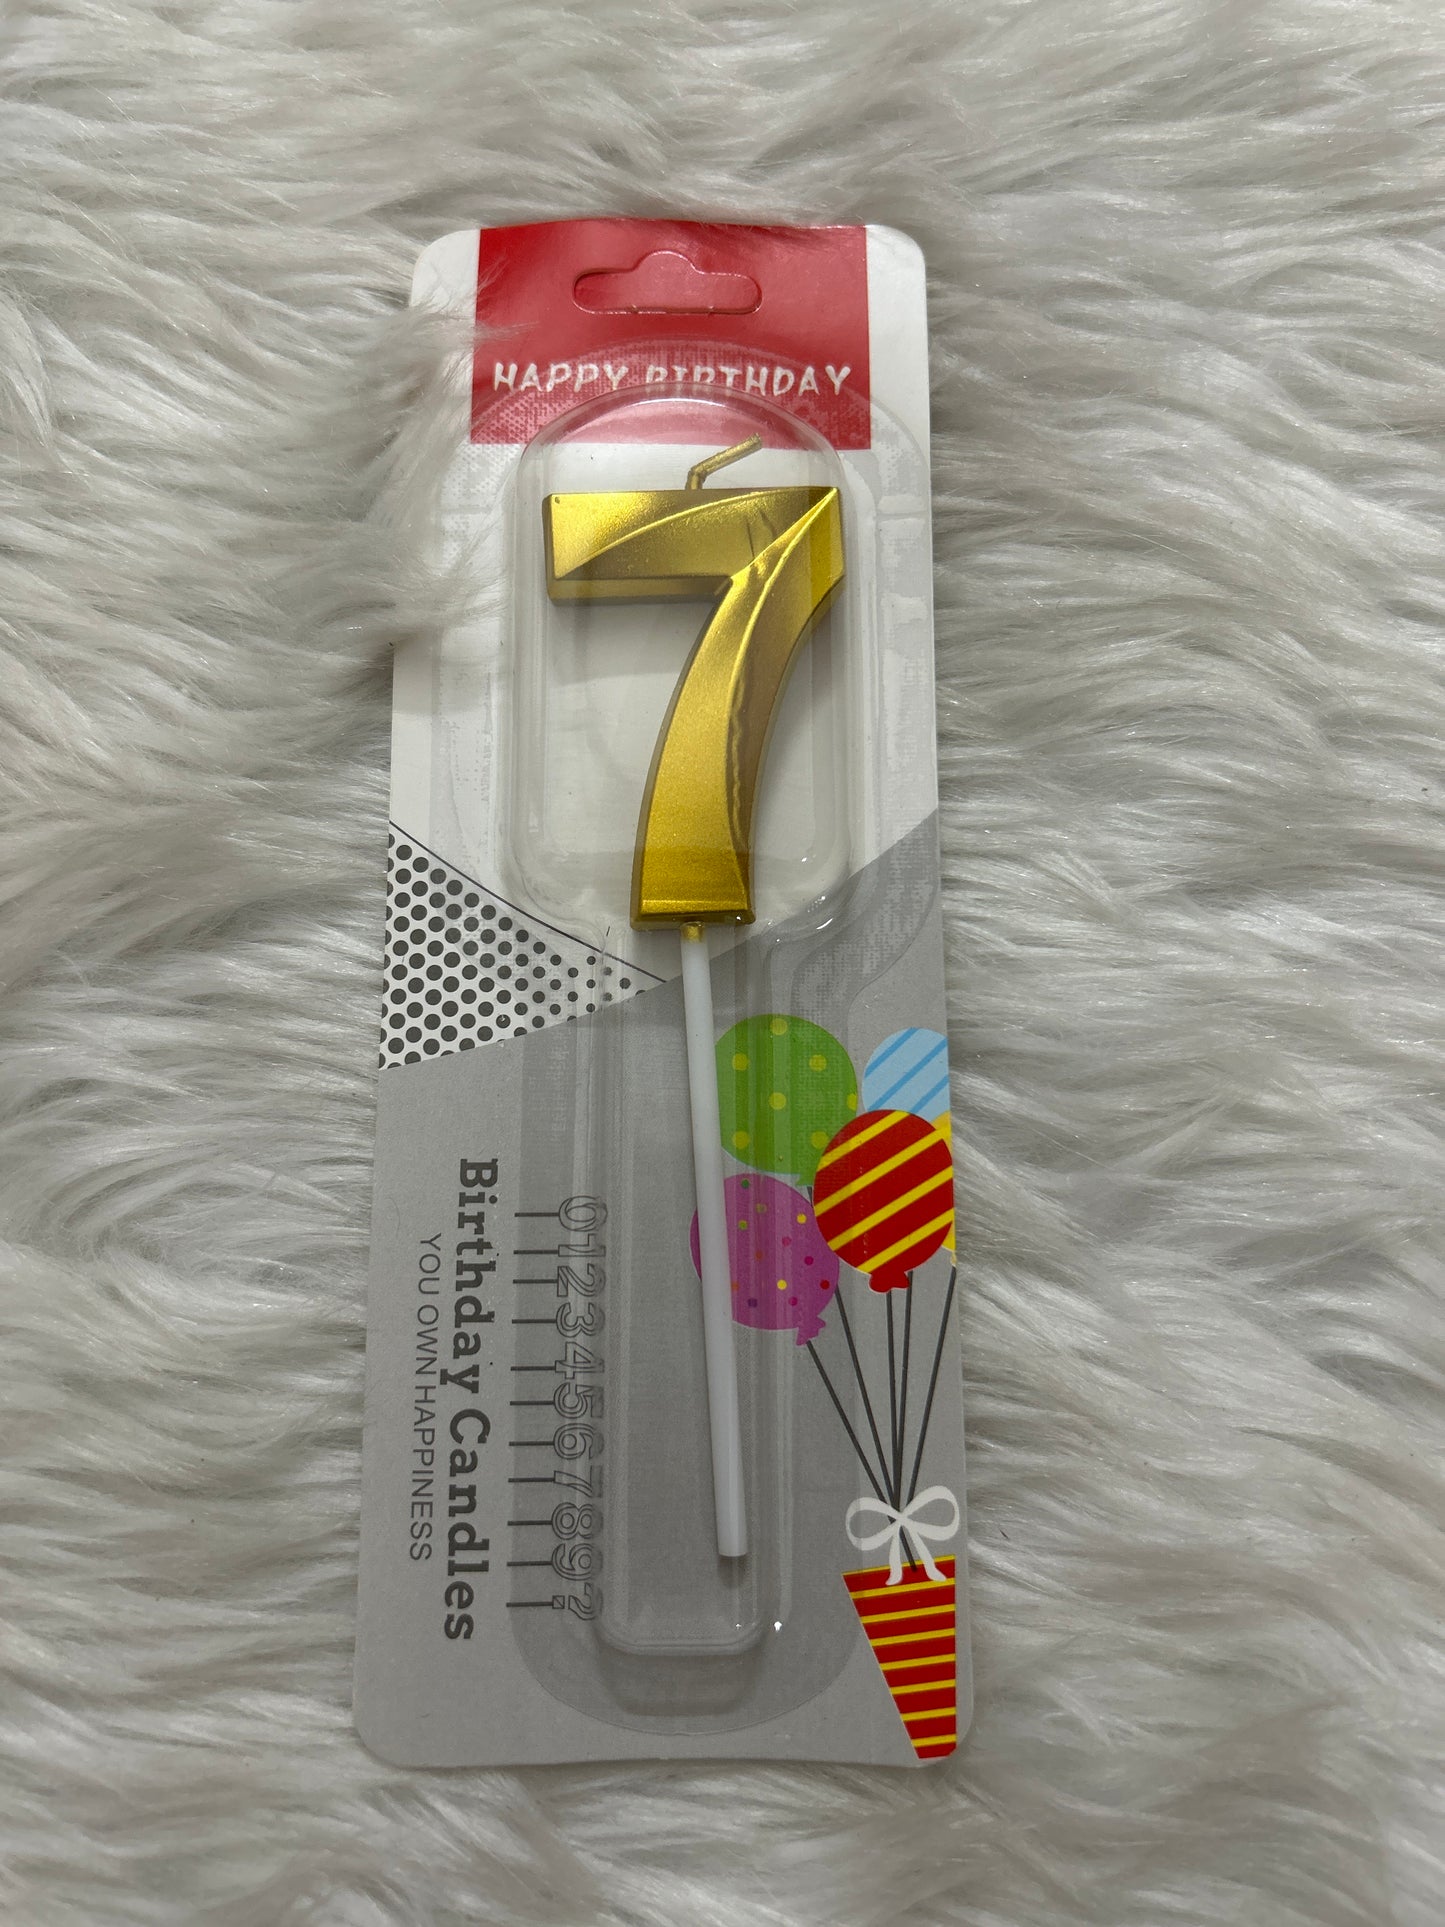 HAPPY BIRTHDAY
7
Birthday Candles
YOU OWN HAPPINESS
0123456789?